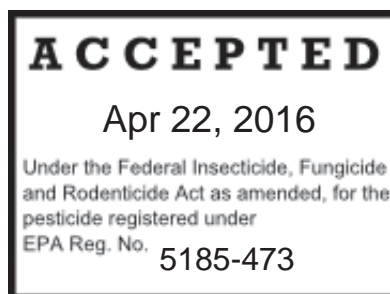 ACCEPTED
Apr 22, 2016
Under the Federal Insecticide, Fungicide
and Rodenticide Act as amended, for the
pesticide registered under
EPA Reg. No. 5185-473